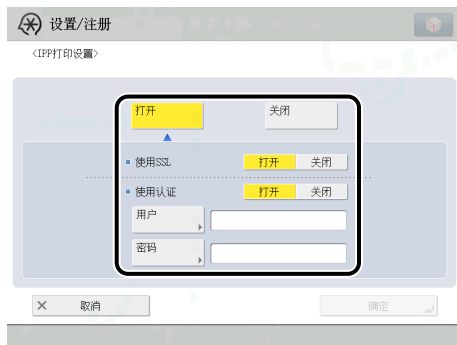 设置/注册
<IPP打印设置>
打开 关闭
使用SSL 打开 关闭
使用认证 打开 关闭
用户
密码
取消 确定